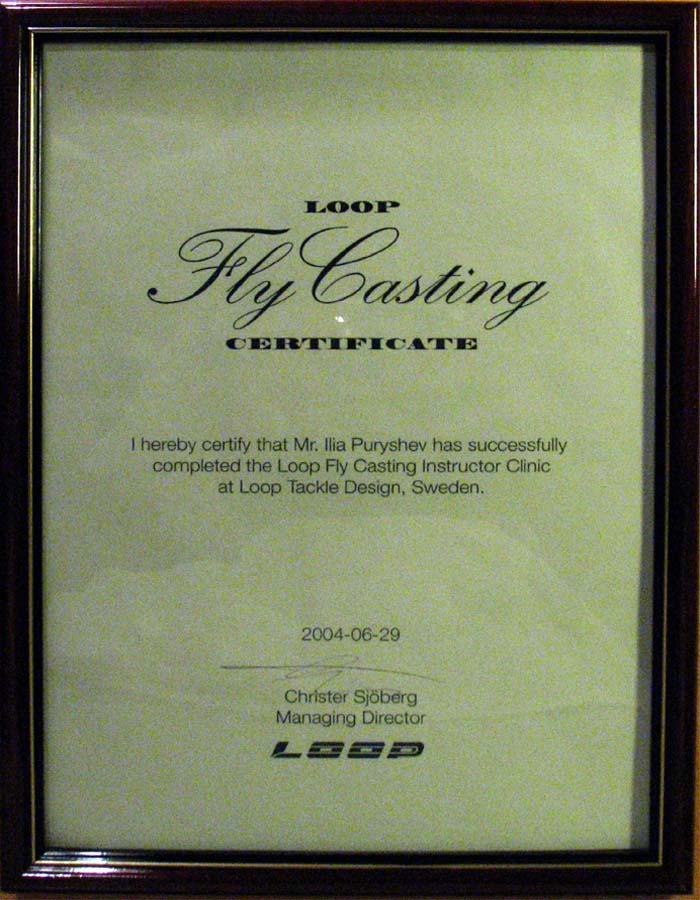 LOOP
Fly Casting
CERTIFICATE
I hereby certify that Mr. Ilia Puryshev has successfully
completed the Loop Fly Casting Instructor Clinic
at Loop Tackle Design, Sweden.
2004-06-29
Christer Sjöberg
Managing Director
LOOP